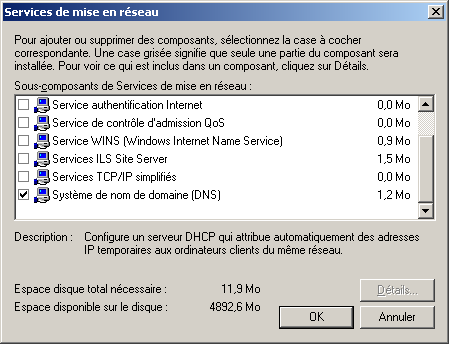 Services de mise en réseau
Pour ajouter ou supprimer des composants, sélectionnez la case à cocher
correspondante. Une case grisée signifie que seule une partie du composant sera
installée. Pour voir ce qui est inclus dans un composant, cliquez sur Détails.
Sous-composants de Services de mise en réseau :
Service authentification Internet 0,0 Mo
Service de contrôle d'admission QoS 0,0 Mo
Service WINS (Windows Internet Name Service) 0,9 Mo
Services ILS Site Server 1,5 Mo
Services TCP/IP simplifiés 0,0 Mo
Système de nom de domaine (DNS) 1,2 Mo
Description : Configure un serveur DHCP qui attribue automatiquement des adresses
IP temporaires aux ordinateurs clients du même réseau.
Espace disque total nécessaire : 11,9 Mo
Détails...
Espace disponible sur le disque : 4892,6 Mo
OK Annuler